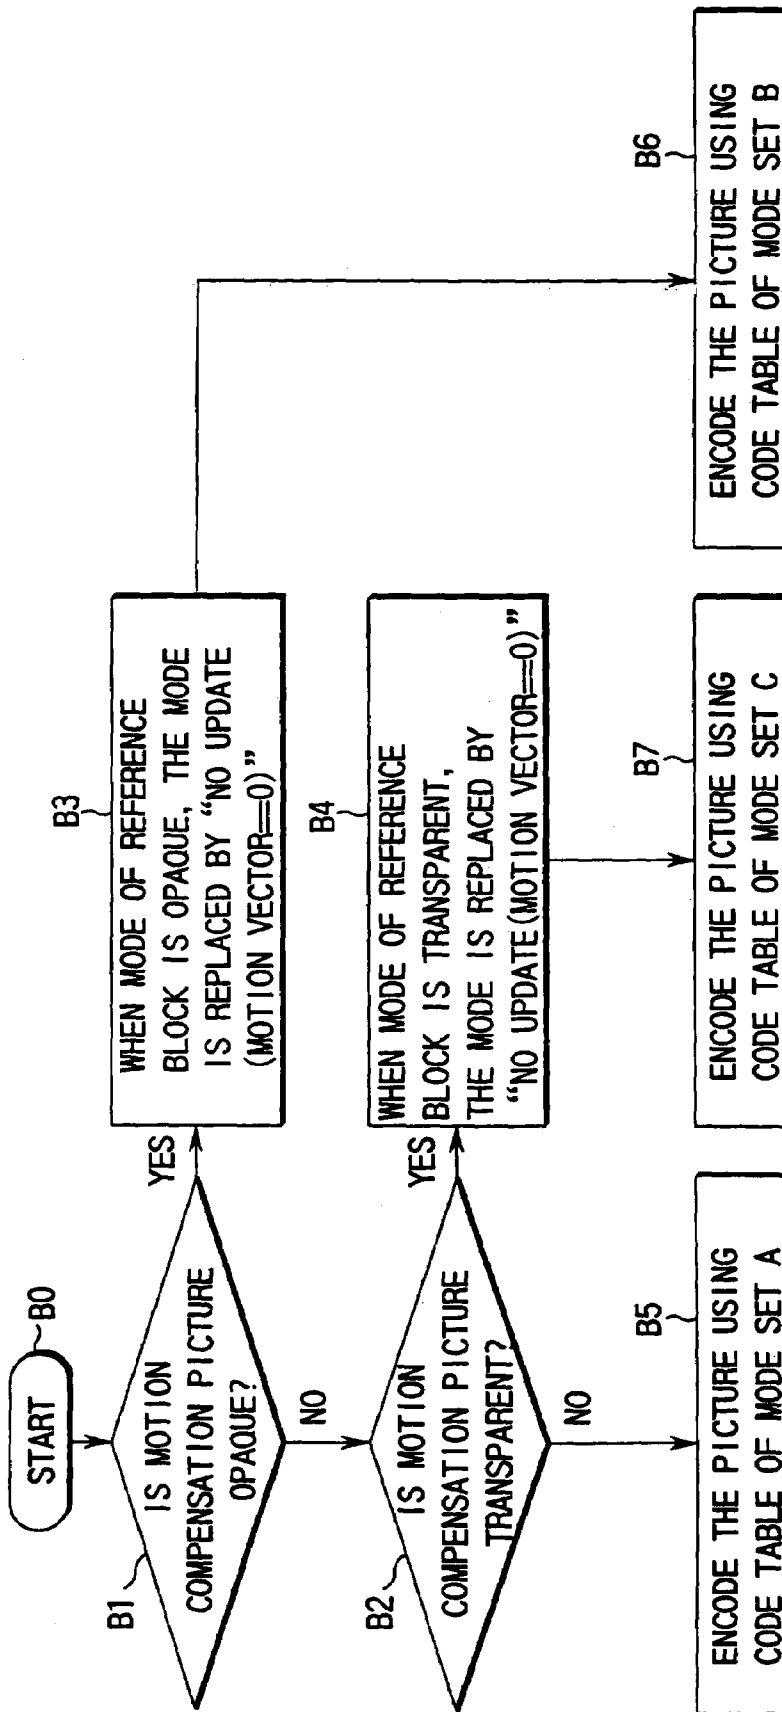 START
B0
B1
IS MOTION
COMPENSATION PICTURE
OPAQUE?
YES
NO
B3
WHEN MODE OF REFERENCE
BLOCK IS OPAQUE, THE MODE
IS REPLACED BY “NO UPDATE
(MOTION VECTOR==0)”
B2
IS MOTION
COMPENSATION PICTURE
TRANSPARENT?
YES
NO
B4
WHEN MODE OF REFERENCE
BLOCK IS TRANSPARENT,
THE MODE IS REPLACED BY
“NO UPDATE(MOTION VECTOR==0)”
B5
ENCODE THE PICTURE USING
CODE TABLE OF MODE SET A
B7
ENCODE THE PICTURE USING
CODE TABLE OF MODE SET C
B6
ENCODE THE PICTURE USING
CODE TABLE OF MODE SET B